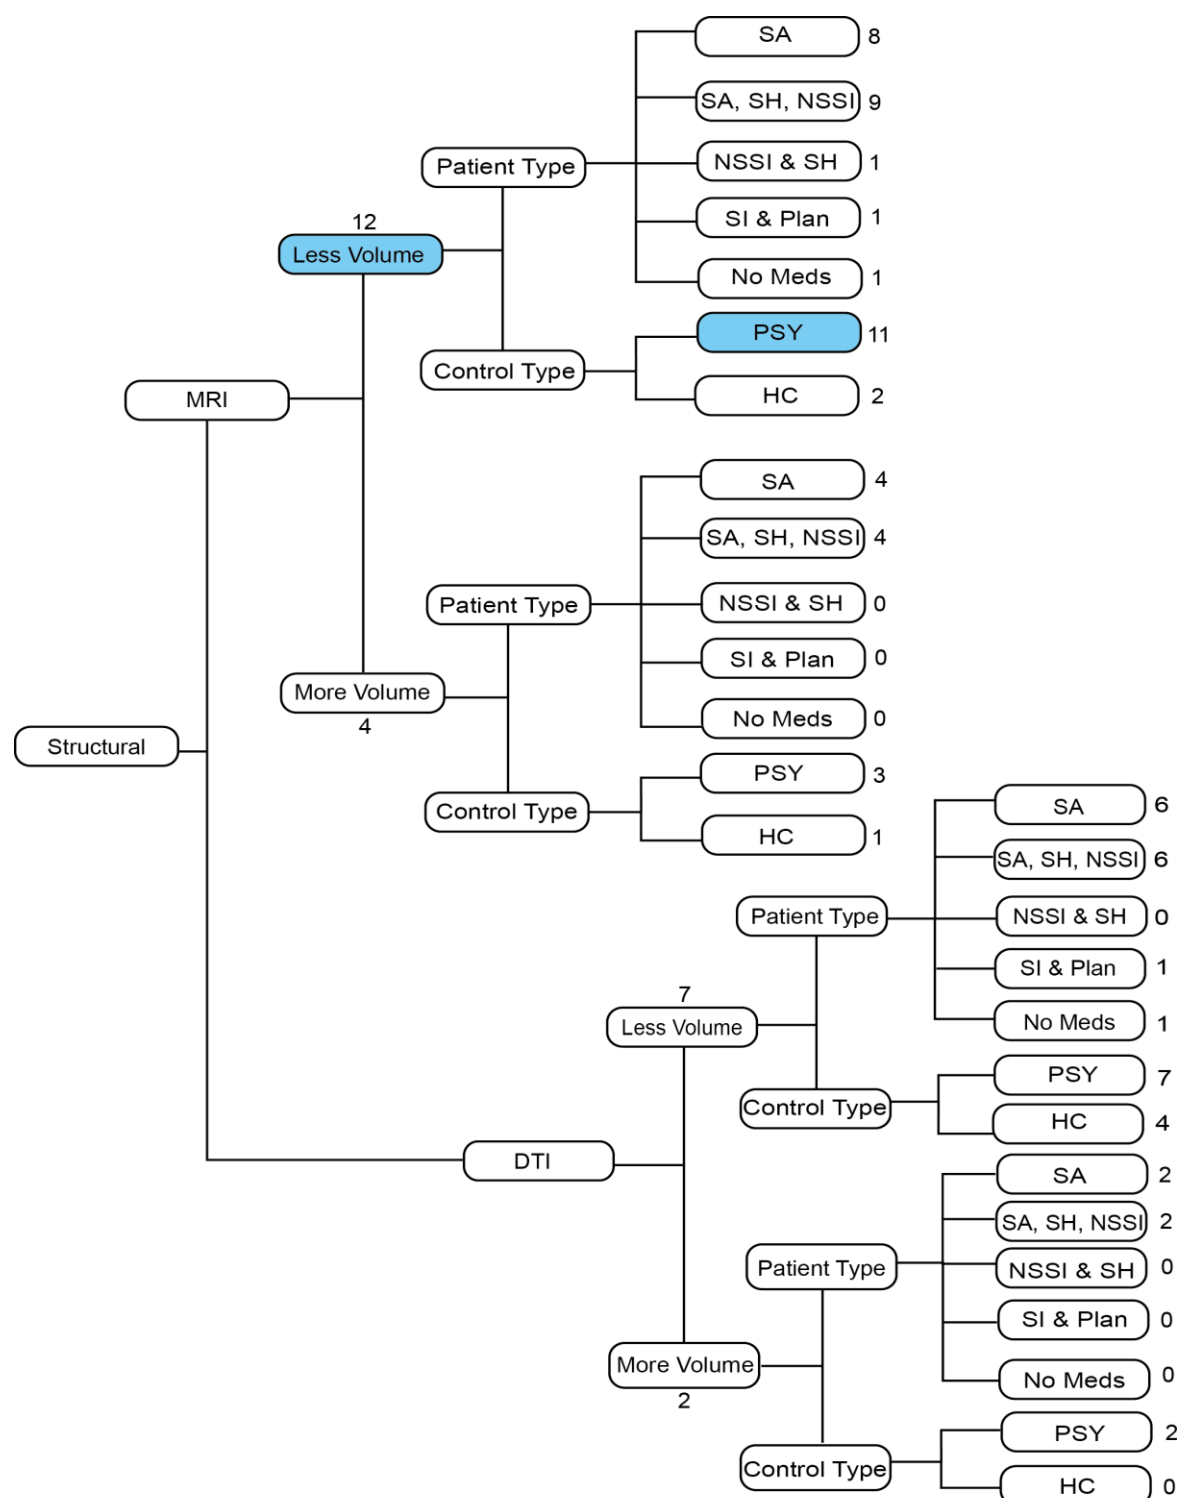 SA 8
SA, SH, NSSI 9
Patient Type
NSSI & SH 1
SI & Plan 1
12
Less Volume
No Meds 1
PSY 11
Control Type
HC 2
MRI
SA 4
SA, SH, NSSI 4
Patient Type
NSSI & SH 0
SI & Plan 0
More Volume
4
No Meds 0
Structural
PSY 3
Control Type
HC 1
SA 6
SA, SH, NSSI 6
Patient Type
NSSI & SH 0
SI & Plan 1
7
Less Volume
No Meds 1
PSY 7
Control Type
HC 4
DTI
SA 2
SA, SH, NSSI 2
Patient Type
NSSI & SH 0
SI & Plan 0
More Volume
2
No Meds 0
PSY 2
Control Type
HC 0